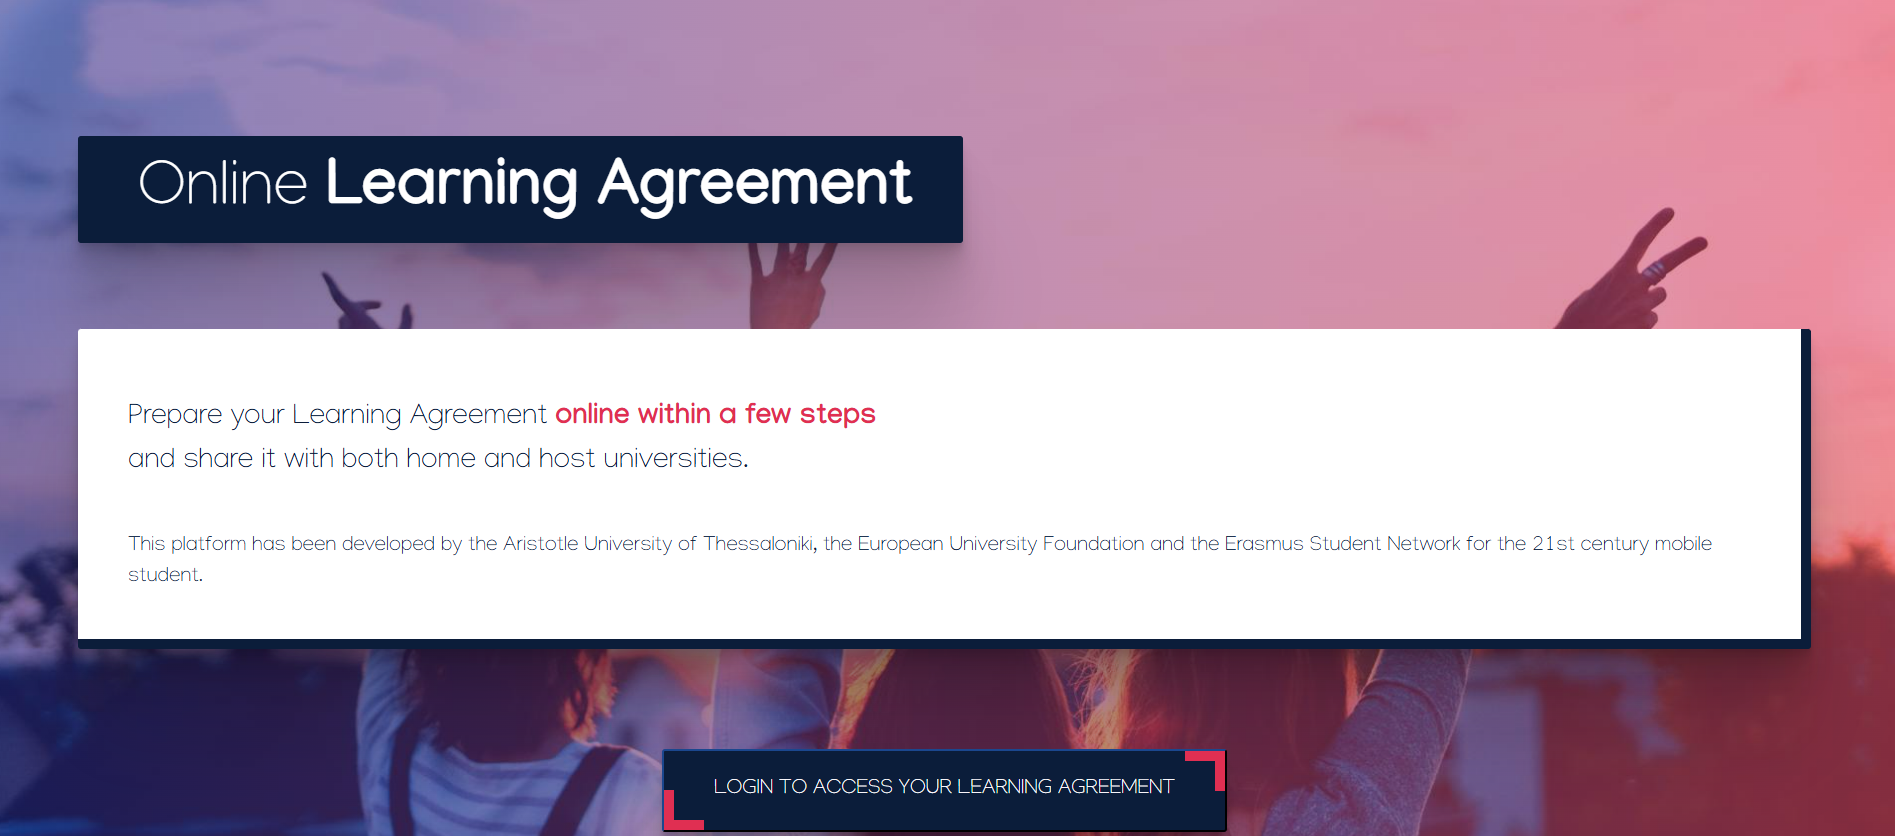 Online Learning Agreement
Prepare your Learning Agreement online within a few steps
and share it with both home and host universities.
This platform has been developed by the Aristotle University of Thessaloniki, the European University Foundation and the Erasmus Student Network for the 21st century mobile
student.
LOGIN TO ACCESS YOUR LEARNING AGREEMENT